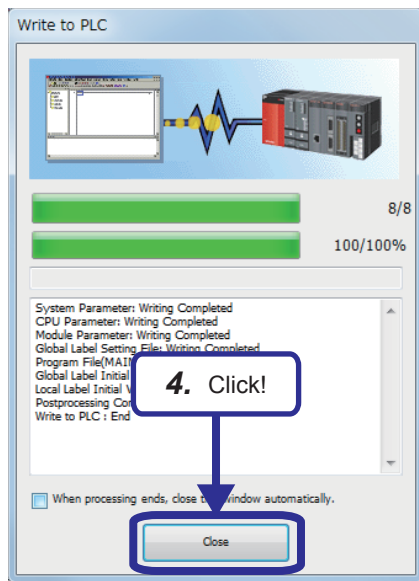 Write to PLC
8/8
100/100%
System Parameter: Writing Completed
CPU Parameter: Writing Completed
Module Parameter: Writing Completed
Global Label Setting File: Writing Completed
Program File(MAIN
Global Label Initial
Local Label Initial V
Postprocessing Com
Write to PLC : End
4. Click!
When processing ends, close window automatically.
Close